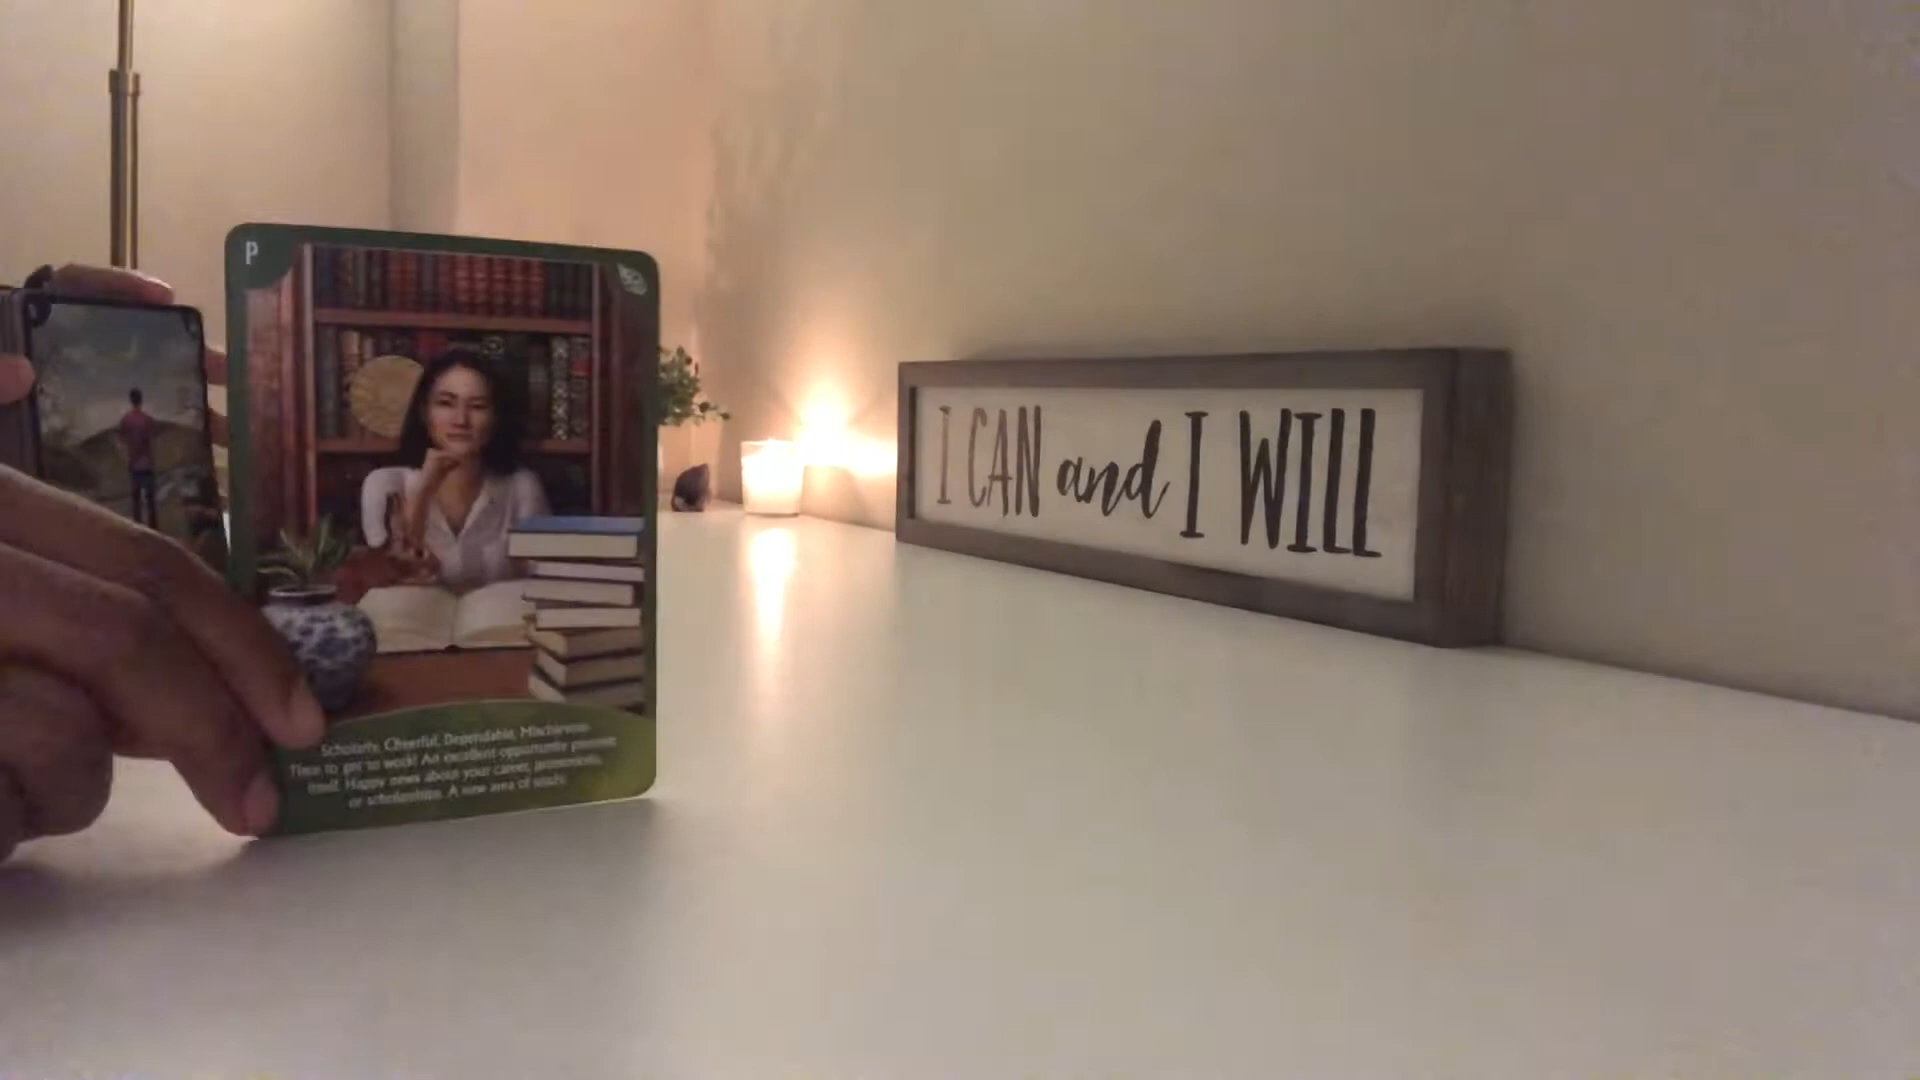 P
Scholarly, Cheerful, Dependable, Mischievous
Time to get to work! An excellent opportunity presents
itself. Happy news about your career, promotions,
or scholarships. A new area of study.
I CAN and I WILL